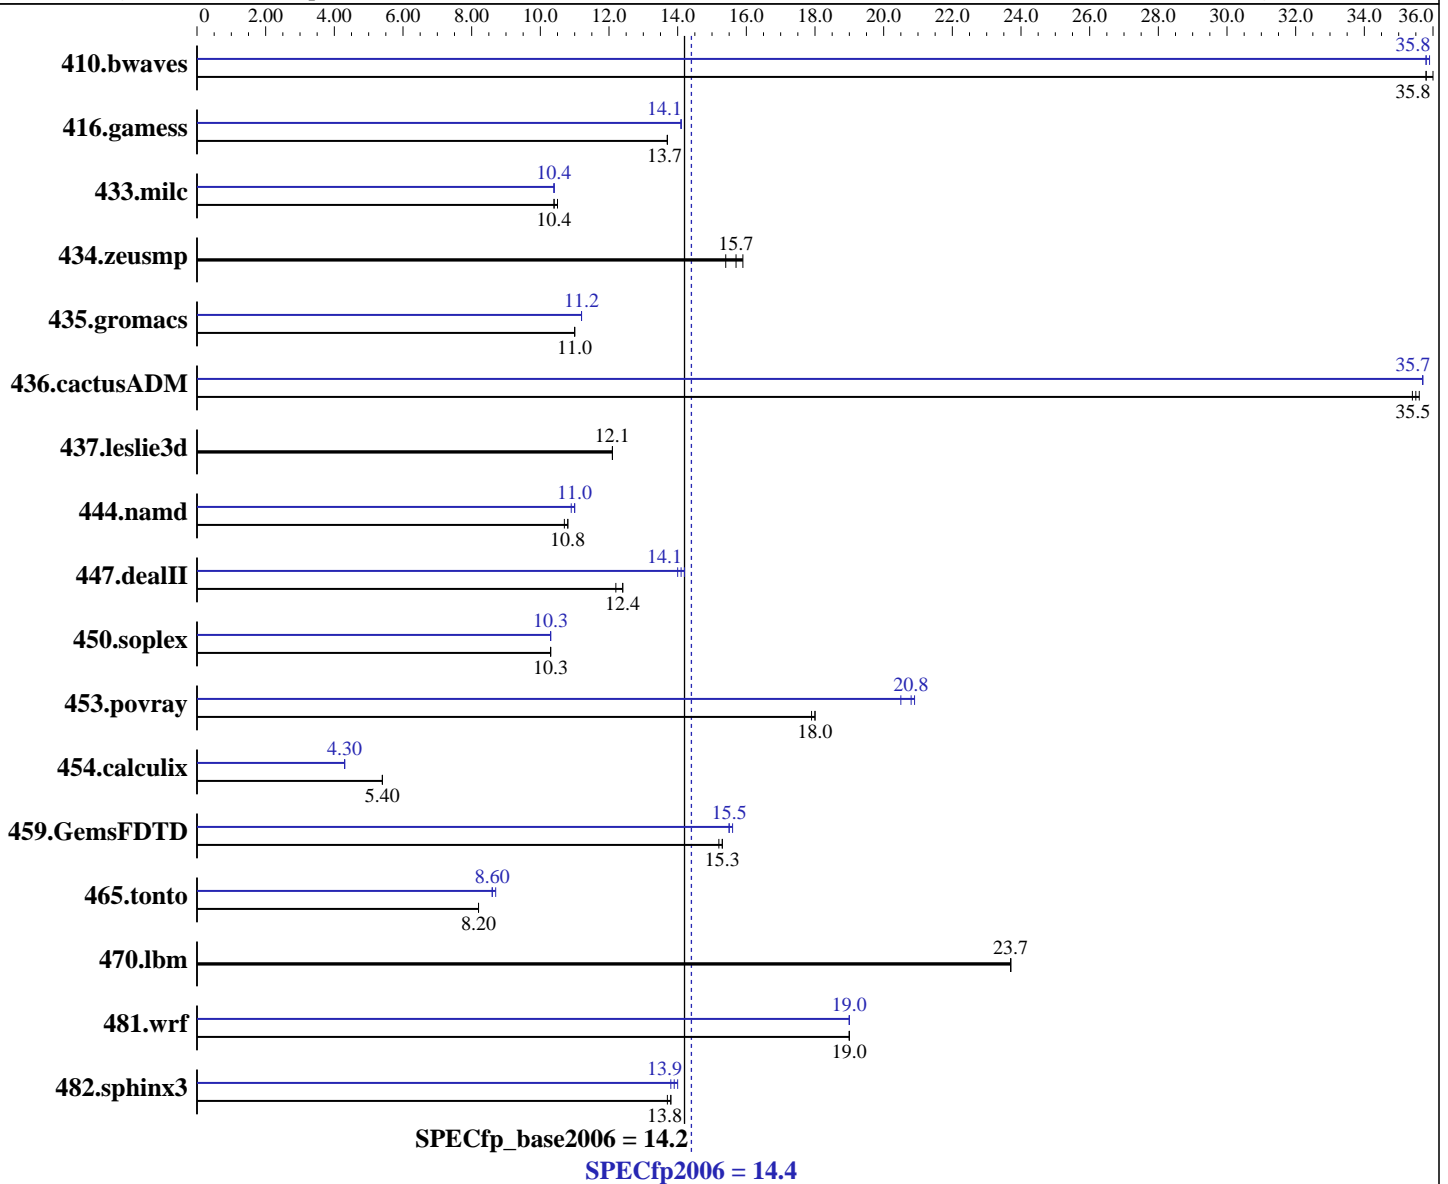 0 2.00 4.00 6.00 8.00 10.0 12.0 14.0 16.0 18.0 20.0 22.0 24.0 26.0 28.0 30.0 32.0 34.0 36.0
35.8
410.bwaves
35.8
14.1
416.gamess
13.7
10.4
433.milc
10.4
15.7
434.zeusmp
11.2
435.gromacs
11.0
35.7
436.cactusADM
35.5
12.1
437.leslie3d
11.0
444.namd
10.8
14.1
447.dealII
12.4
10.3
450.soplex
10.3
20.8
453.povray
18.0
4.30
454.calculix
5.40
15.5
459.GemsFDTD
15.3
8.60
465.tonto
8.20
23.7
470.lbm
19.0
481.wrf
19.0
13.9
482.sphinx3
13.8
SPECfp_base2006 = 14.2
SPECfp2006 = 14.4